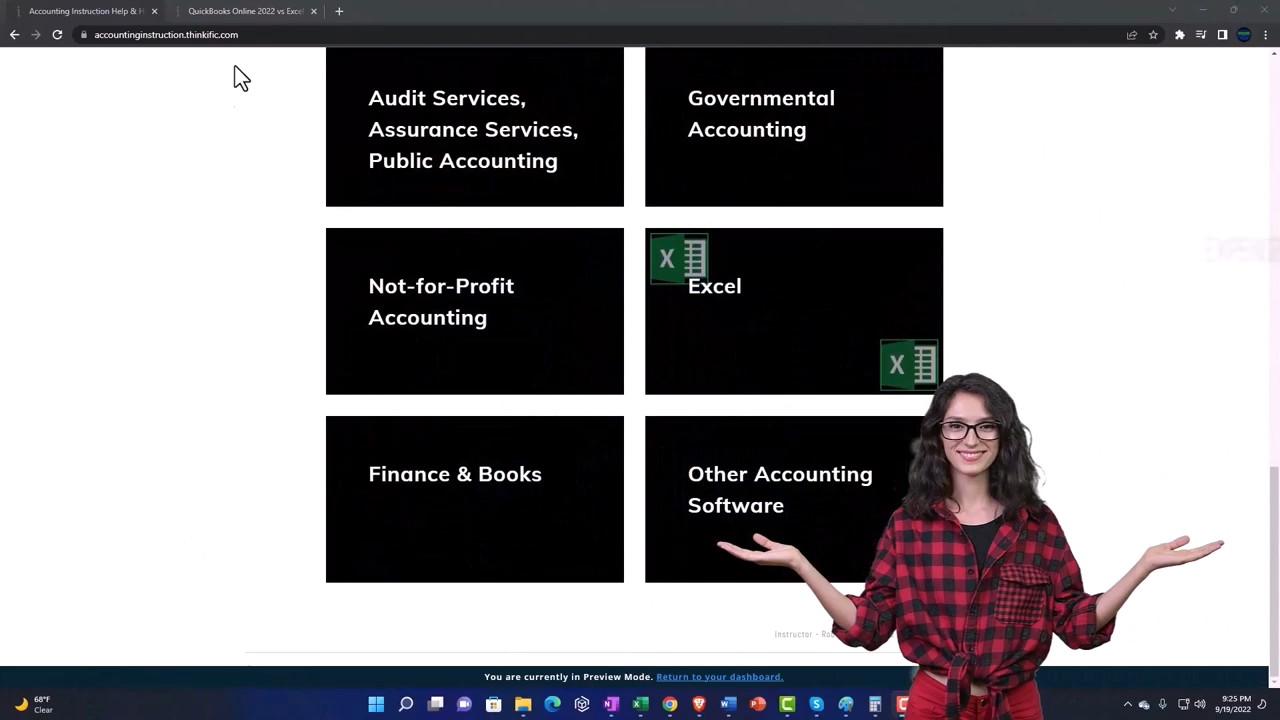 Accounting Instruction Help & H
QuickBooks Online 2022 vs Excel
accountinginstruction.thinkific.com
Audit Services,
Assurance Services,
Public Accounting
Governmental
Accounting
Not-for-Profit
Accounting
X
Excel
X
Finance & Books
Other Accounting
Software
Instructor - Rob
You are currently in Preview Mode. Return to your dashboard.
68°F
Clear
9:25 PM
9/19/2022